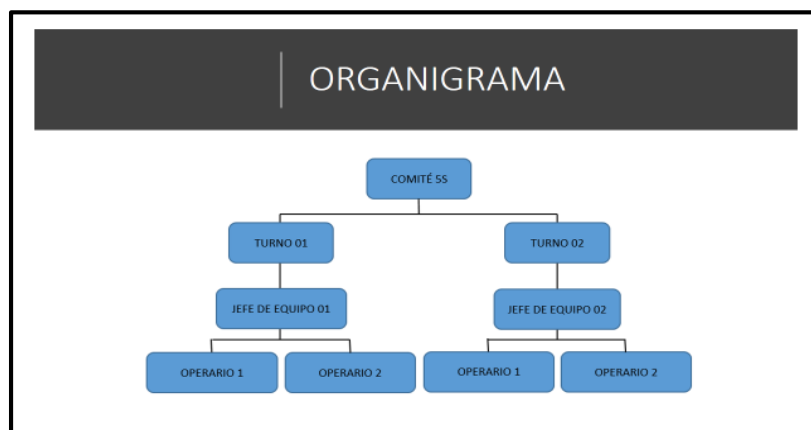 ORGANIGRAMA
COMITÉ 5S
TURNO 01
TURNO 02
JEFE DE EQUIPO 01
JEFE DE EQUIPO 02
OPERARIO 1
OPERARIO 2
OPERARIO 1
OPERARIO 2